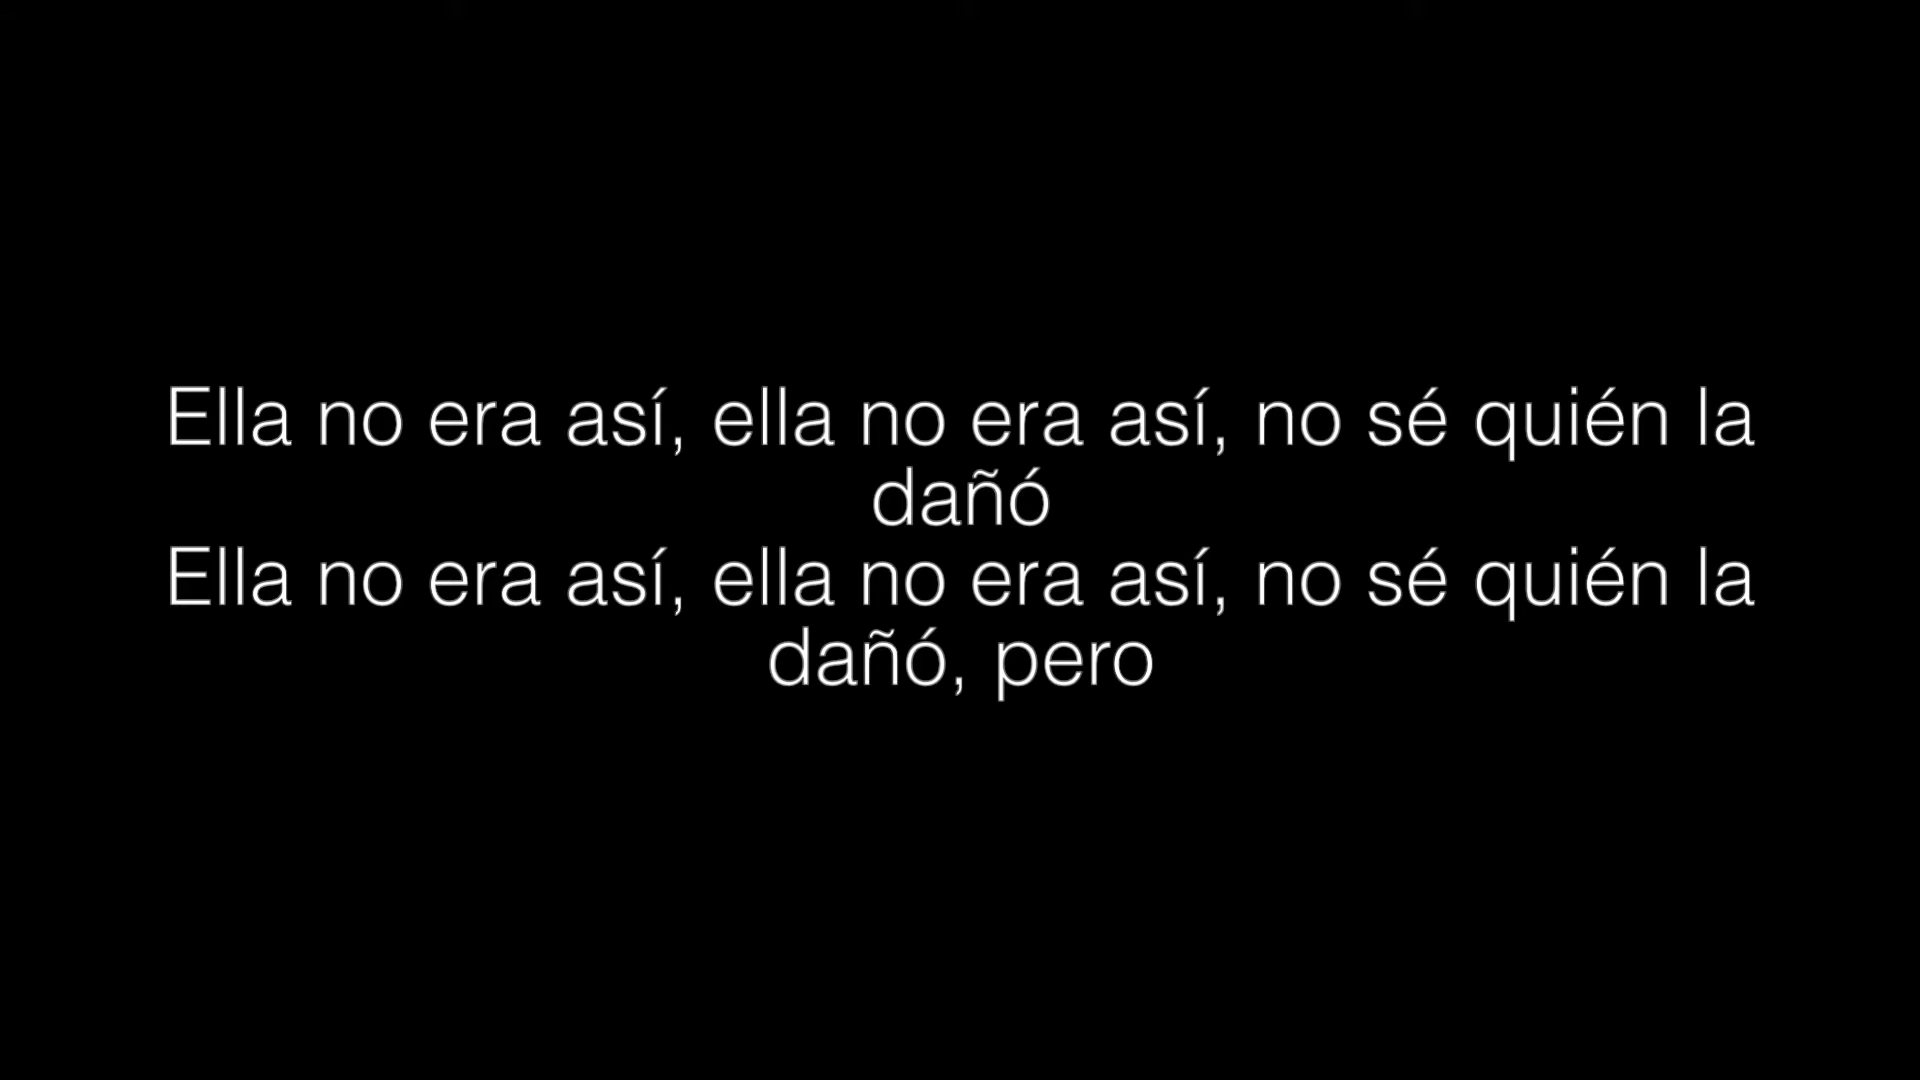 Ella no era así, ella no era así, no sé quién la
dañó
Ella no era así, ella no era así, no sé quién la
dañó, pero